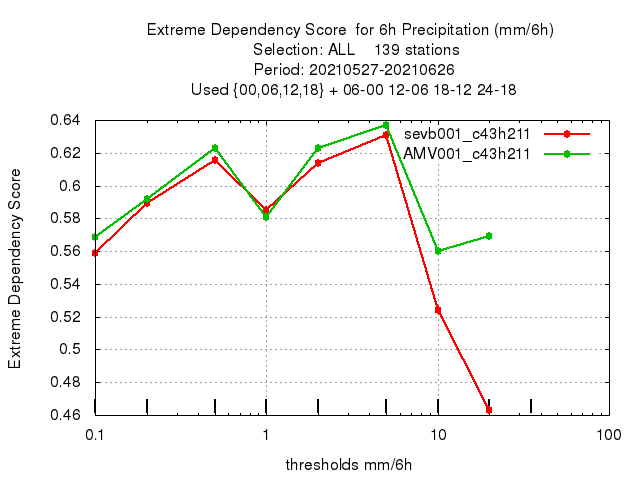 Extreme Dependency Score  for 6h Precipitation (mm/6h)
Selection: ALL    139 stations
Period: 20210527-20210626
Used {00,06,12,18} + 06-00 12-06 18-12 24-18
0.64
sevb001_c43h211
AMV001_c43h211
0.62
0.6
0.58
0.56
0.54
0.52
0.5
0.48
0.46
Extreme Dependency Score
0.1 1 10 100
thresholds mm/6h